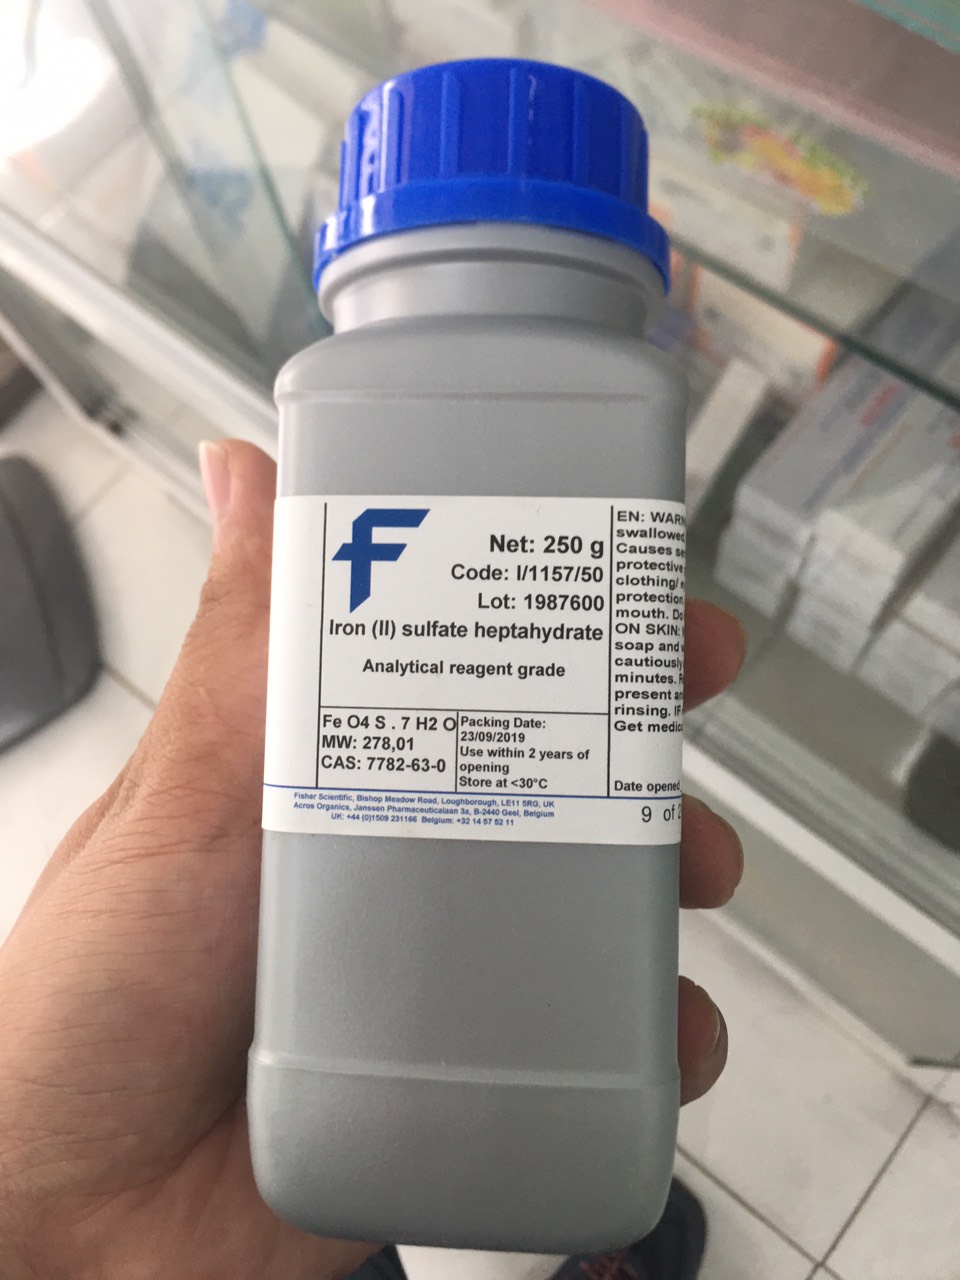 Net: 250 g
Code: I/1157/50
Lot: 1987600
Iron (II) sulfate heptahydrate
Analytical reagent grade
Fe O4 S . 7 H2 O
MW: 278,01
CAS: 7782-63-0
Packing Date:
23/09/2019
Use within 2 years of
opening
Store at <30°C
EN:
swallowed
Causes
protective
clothing/
protection
mouth. Do
ON SKIN:
soap and
cautiously
minutes.
present
rinsing. IF
Get
Date opened
9 of
Fisher Scientific, Bishop Meadow Road, Loughborough, LE11 5RG, UK
Acros Organics, Janssen Pharmaceuticalaan 3a, B-2440 Geel, Belgium
UK: +44 (0)1509 231166 Belgium: +32 14 57 52 11